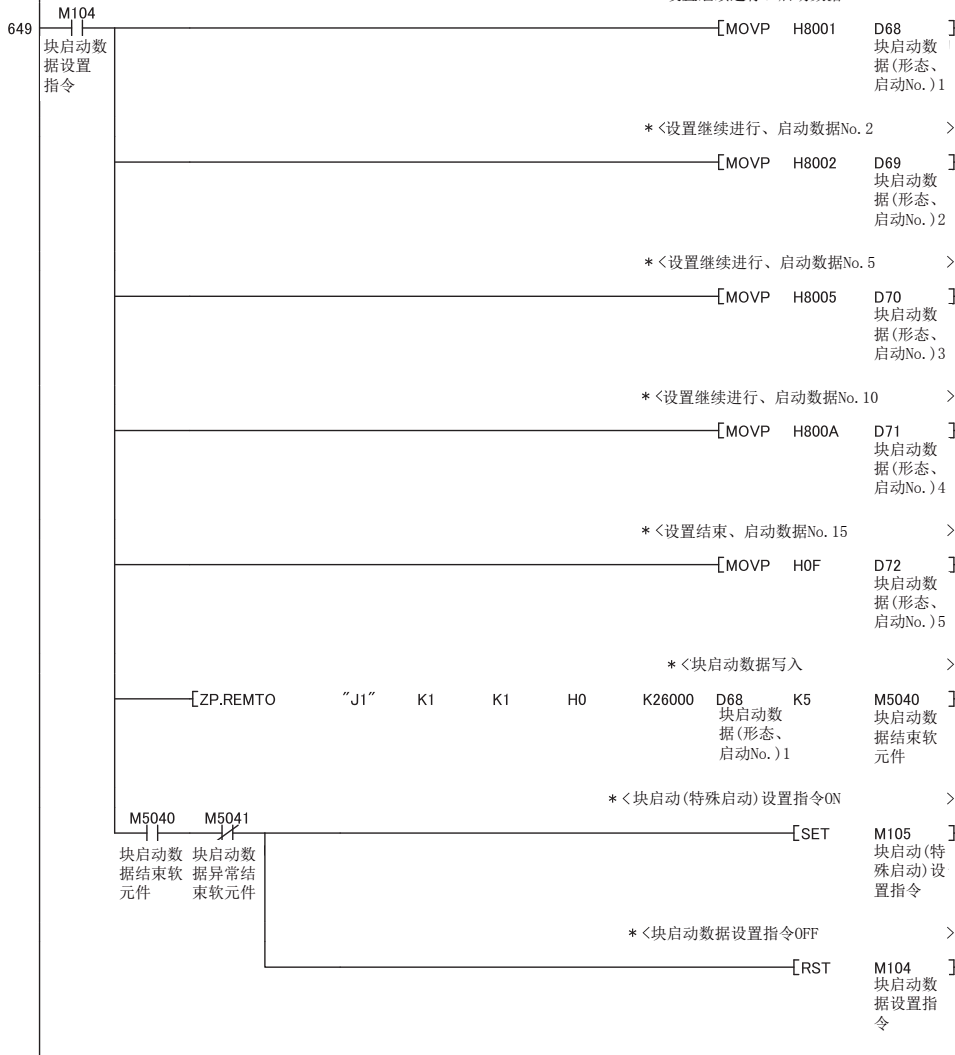 M104
649
[MOVP H8001 D68 ]
块启动数
据设置
指令
块启动数
据(形态、
启动No.)1
*<设置继续进行、启动数据No.2 >
[MOVP H8002 D69 ]
块启动数
据(形态、
启动No.)2
*<设置继续进行、启动数据No.5 >
[MOVP H8005 D70 ]
块启动数
据(形态、
启动No.)3
*<设置继续进行、启动数据No.10 >
[MOVP H800A D71 ]
块启动数
据(形态、
启动No.)4
*<设置结束、启动数据No.15 >
[MOVP H0F D72 ]
块启动数
据(形态、
启动No.)5
*<块启动数据写入 >
[ZP.REMTO "J1" K1 K1 H0 K26000 D68 K5 M5040 ]
块启动数
据(形态、
启动No.)1
块启动数
据结束软
元件
*<块启动(特殊启动)设置指令ON >
M5040 M5041
[SET M105 ]
块启动数
据结束软
元件
块启动数
据异常结
束软元件
块启动(特
殊启动)设
置指令
*<块启动数据设置指令OFF >
[RST M104 ]
块启动数
据设置指
令